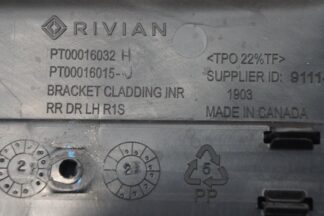 RIVIAN
PT00016032 H
PT00016015-J
BRACKET CLADDING INR
RR DR LH R1S
<TPO 22%TF>
SUPPLIER ID: 9111
1903
MADE IN CANADA
5
PP